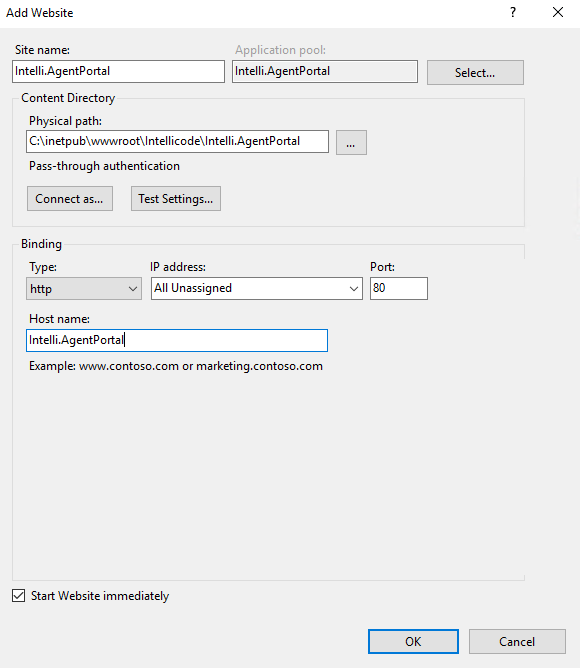 Add Website
?
Site name:
Application pool:
Intelli.AgentPortal
Intelli.AgentPortal
Select...
Content Directory
Physical path:
C:\inetpub\wwwroot\Intellicode\Intelli.AgentPortal
...
Pass-through authentication
Connect as...
Test Settings...
Binding
Type:
IP address:
Port:
http
All Unassigned
80
Host name:
Intelli.AgentPortal
Example: www.contoso.com or marketing.contoso.com
Start Website immediately
OK
Cancel